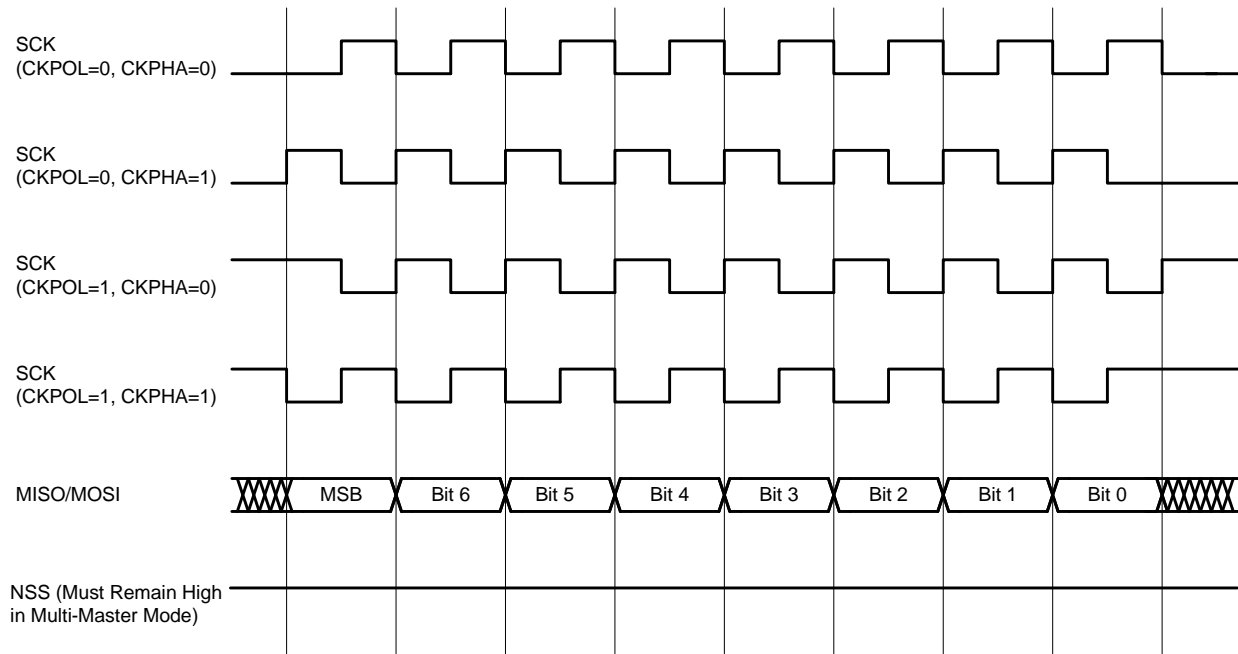 SCK
(CKPOL=0, CKPHA=0)
SCK
(CKPOL=0, CKPHA=1)
SCK
(CKPOL=1, CKPHA=0)
SCK
(CKPOL=1, CKPHA=1)
MISO/MOSI MSB Bit 6 Bit 5 Bit 4 Bit 3 Bit 2 Bit 1 Bit 0
NSS (Must Remain High
in Multi-Master Mode)